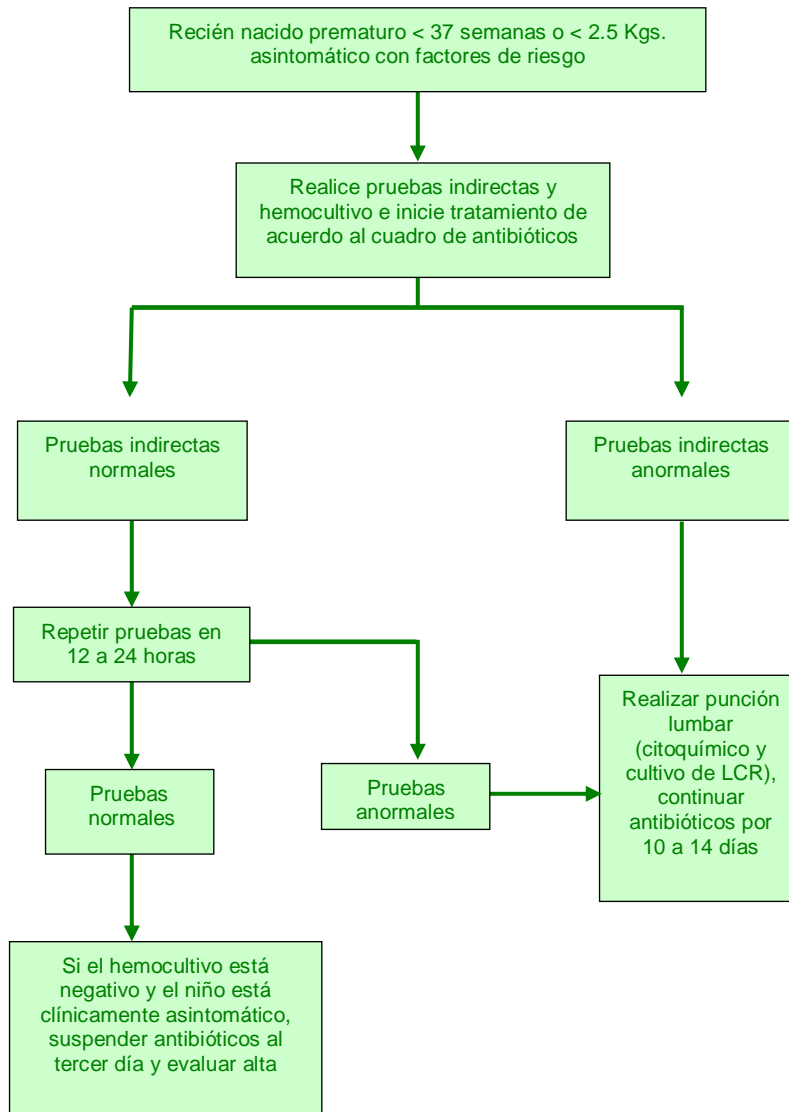 Recién nacido prematuro < 37 semanas o < 2.5 Kgs.
asintomático con factores de riesgo
Realice pruebas indirectas y
hemocultivo e inicie tratamiento de
acuerdo al cuadro de antibióticos
Pruebas indirectas
normales
Pruebas indirectas
anormales
Repetir pruebas en
12 a 24 horas
Realizar punción
lumbar
(citoquímico y
cultivo de LCR),
continuar
antibióticos por
10 a 14 días
Pruebas
normales
Pruebas
anormales
Si el hemocultivo está
negativo y el niño está
clínicamente asintomático,
suspender antibióticos al
tercer día y evaluar alta